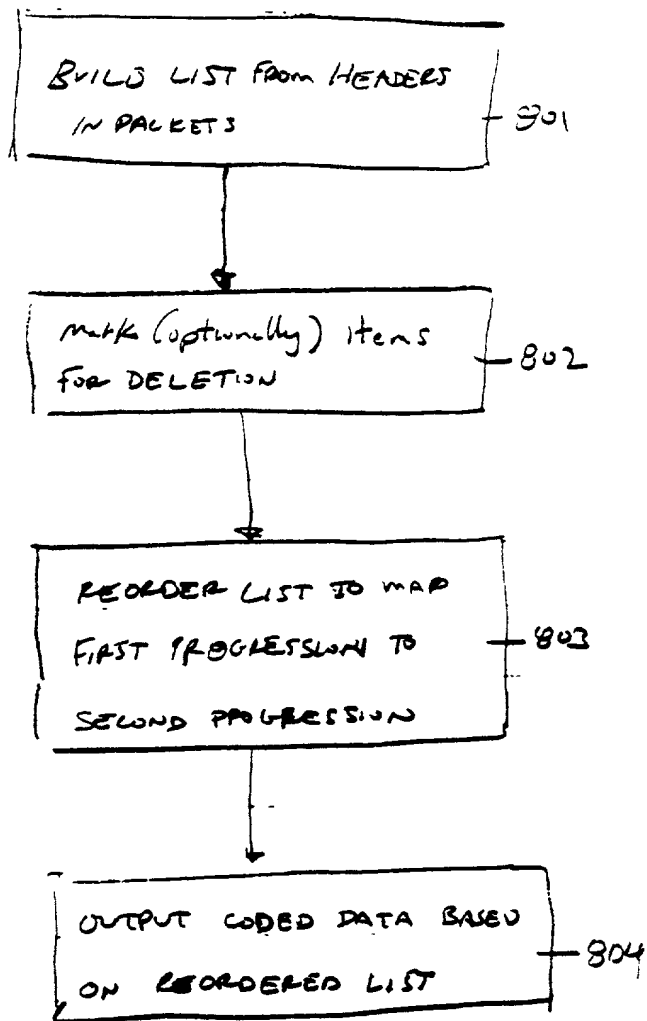 BUILD LIST FROM HEADERS
IN PACKETS
801
Mark (optionally) items
FOR DELETION
802
REORDER LIST TO MAP
FIRST PROGRESSION TO
SECOND PROGRESSION
803
OUTPUT CODED DATA BASED
ON REORDERED LIST
804